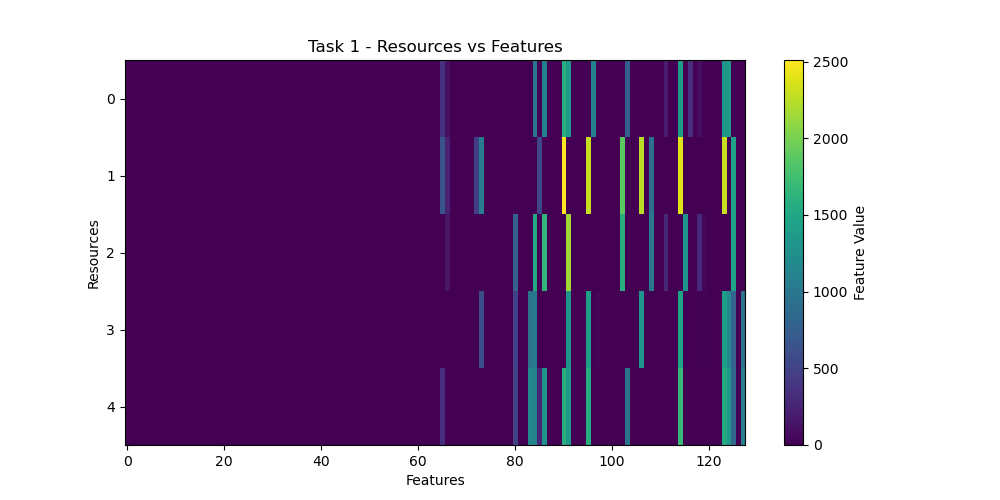 Task 1 - Resources vs Features
Resources
0
1
2
3
4
0 20 40 60 80 100 120
Features
2500
2000
1500
1000
500
0
Feature Value